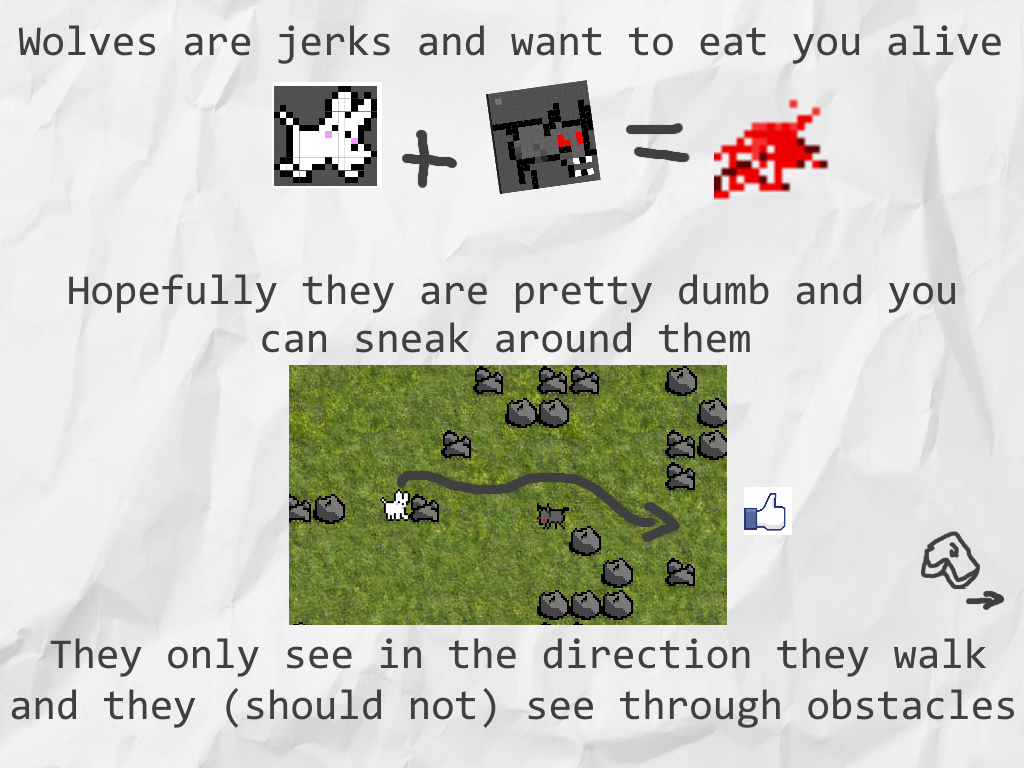 Wolves are jerks and want to eat you alive
+ =
Hopefully they are pretty dumb and you
can sneak around them
They only see in the direction they walk
and they (should not) see through obstacles